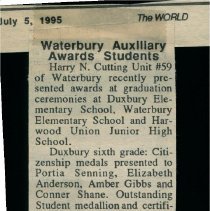 July 5, 1995 The WORLD
Waterbury Auxiliary
Awards Students
Harry N. Cutting Unit #59
of Waterbury recently pre-
sented awards at graduation
ceremonies at Duxbury Ele-
mentary School, Waterbury
Elementary School and Har-
wood Union Junior High
School.
Duxbury sixth grade: Citi-
zenship medals presented to
Portia Senning, Elizabeth
Anderson, Amber Gibbs and
Conner Shane. Outstanding
Student medallion and certifi-